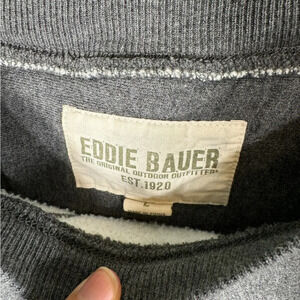 EDDIE BAUER
THE ORIGINAL OUTDOOR OUTFITTER®
EST.1920
L